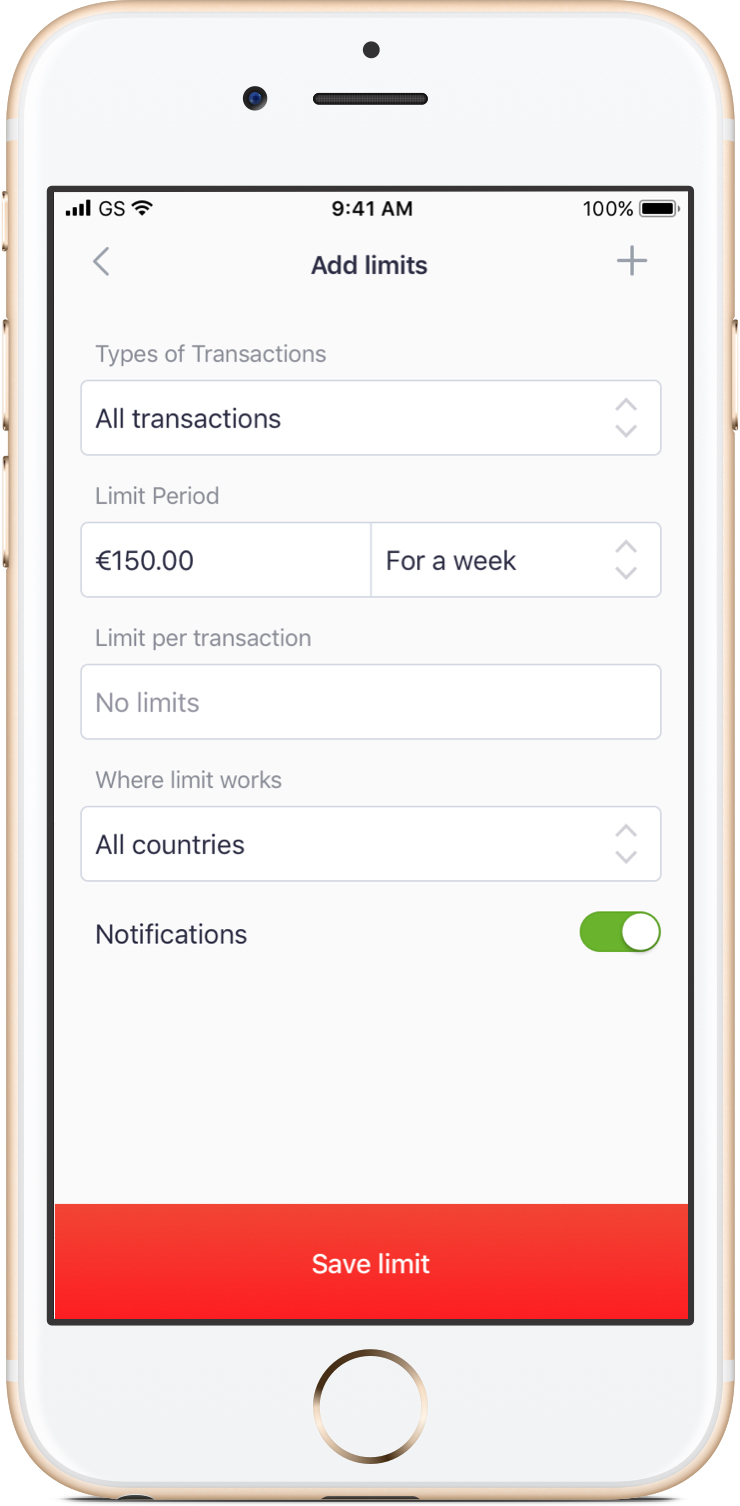 GS 9:41 AM 100%
Add limits
Types of Transactions
All transactions
Limit Period
€150.00 For a week
Limit per transaction
No limits
Where limit works
All countries
Notifications
Save limit